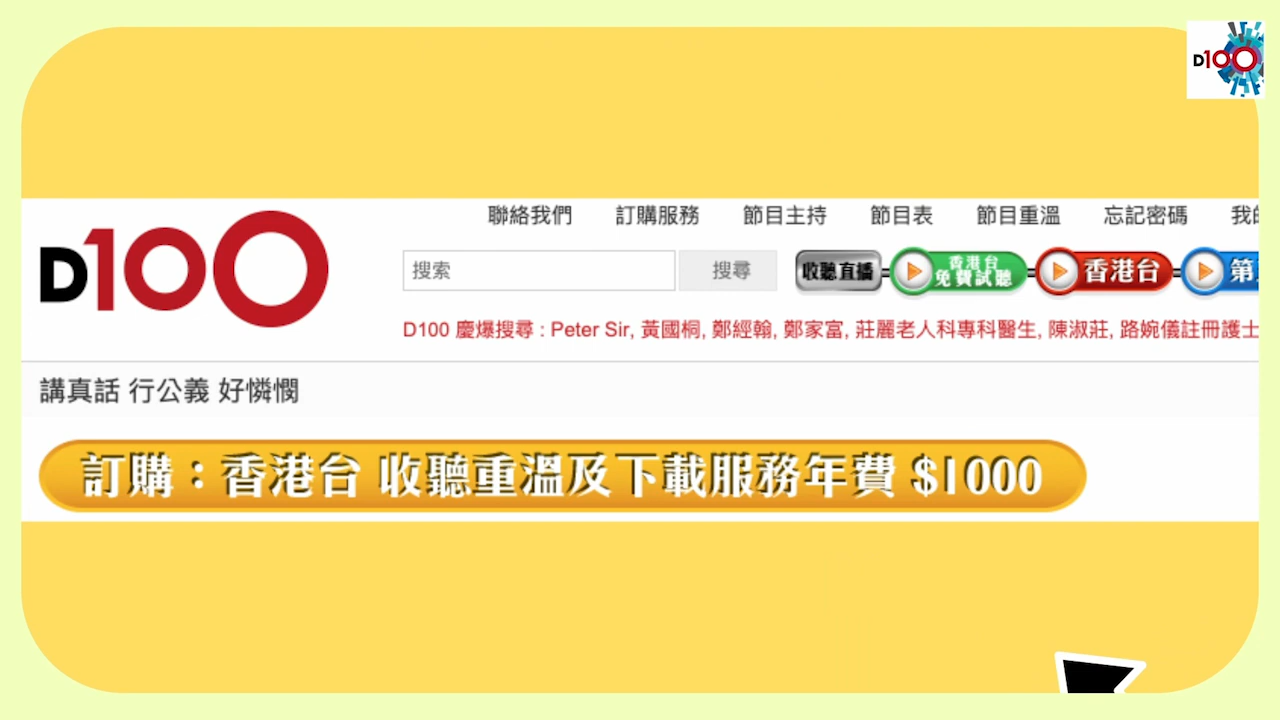 D100
聯絡我們 訂購服務 節目主持 節目表 節目重溫 忘記密碼 我的
D100
搜索 搜尋 收聽直播 香港台 免費試聽 香港台 第
D100 慶爆搜尋 : Peter Sir, 黃國桐, 鄭經翰, 鄭家富, 莊麗老人科專科醫生, 陳淑莊, 路婉儀註冊護士
講真話 行公義 好憐憫
訂購：香港台 收聽重溫及下載服務年費 $1000